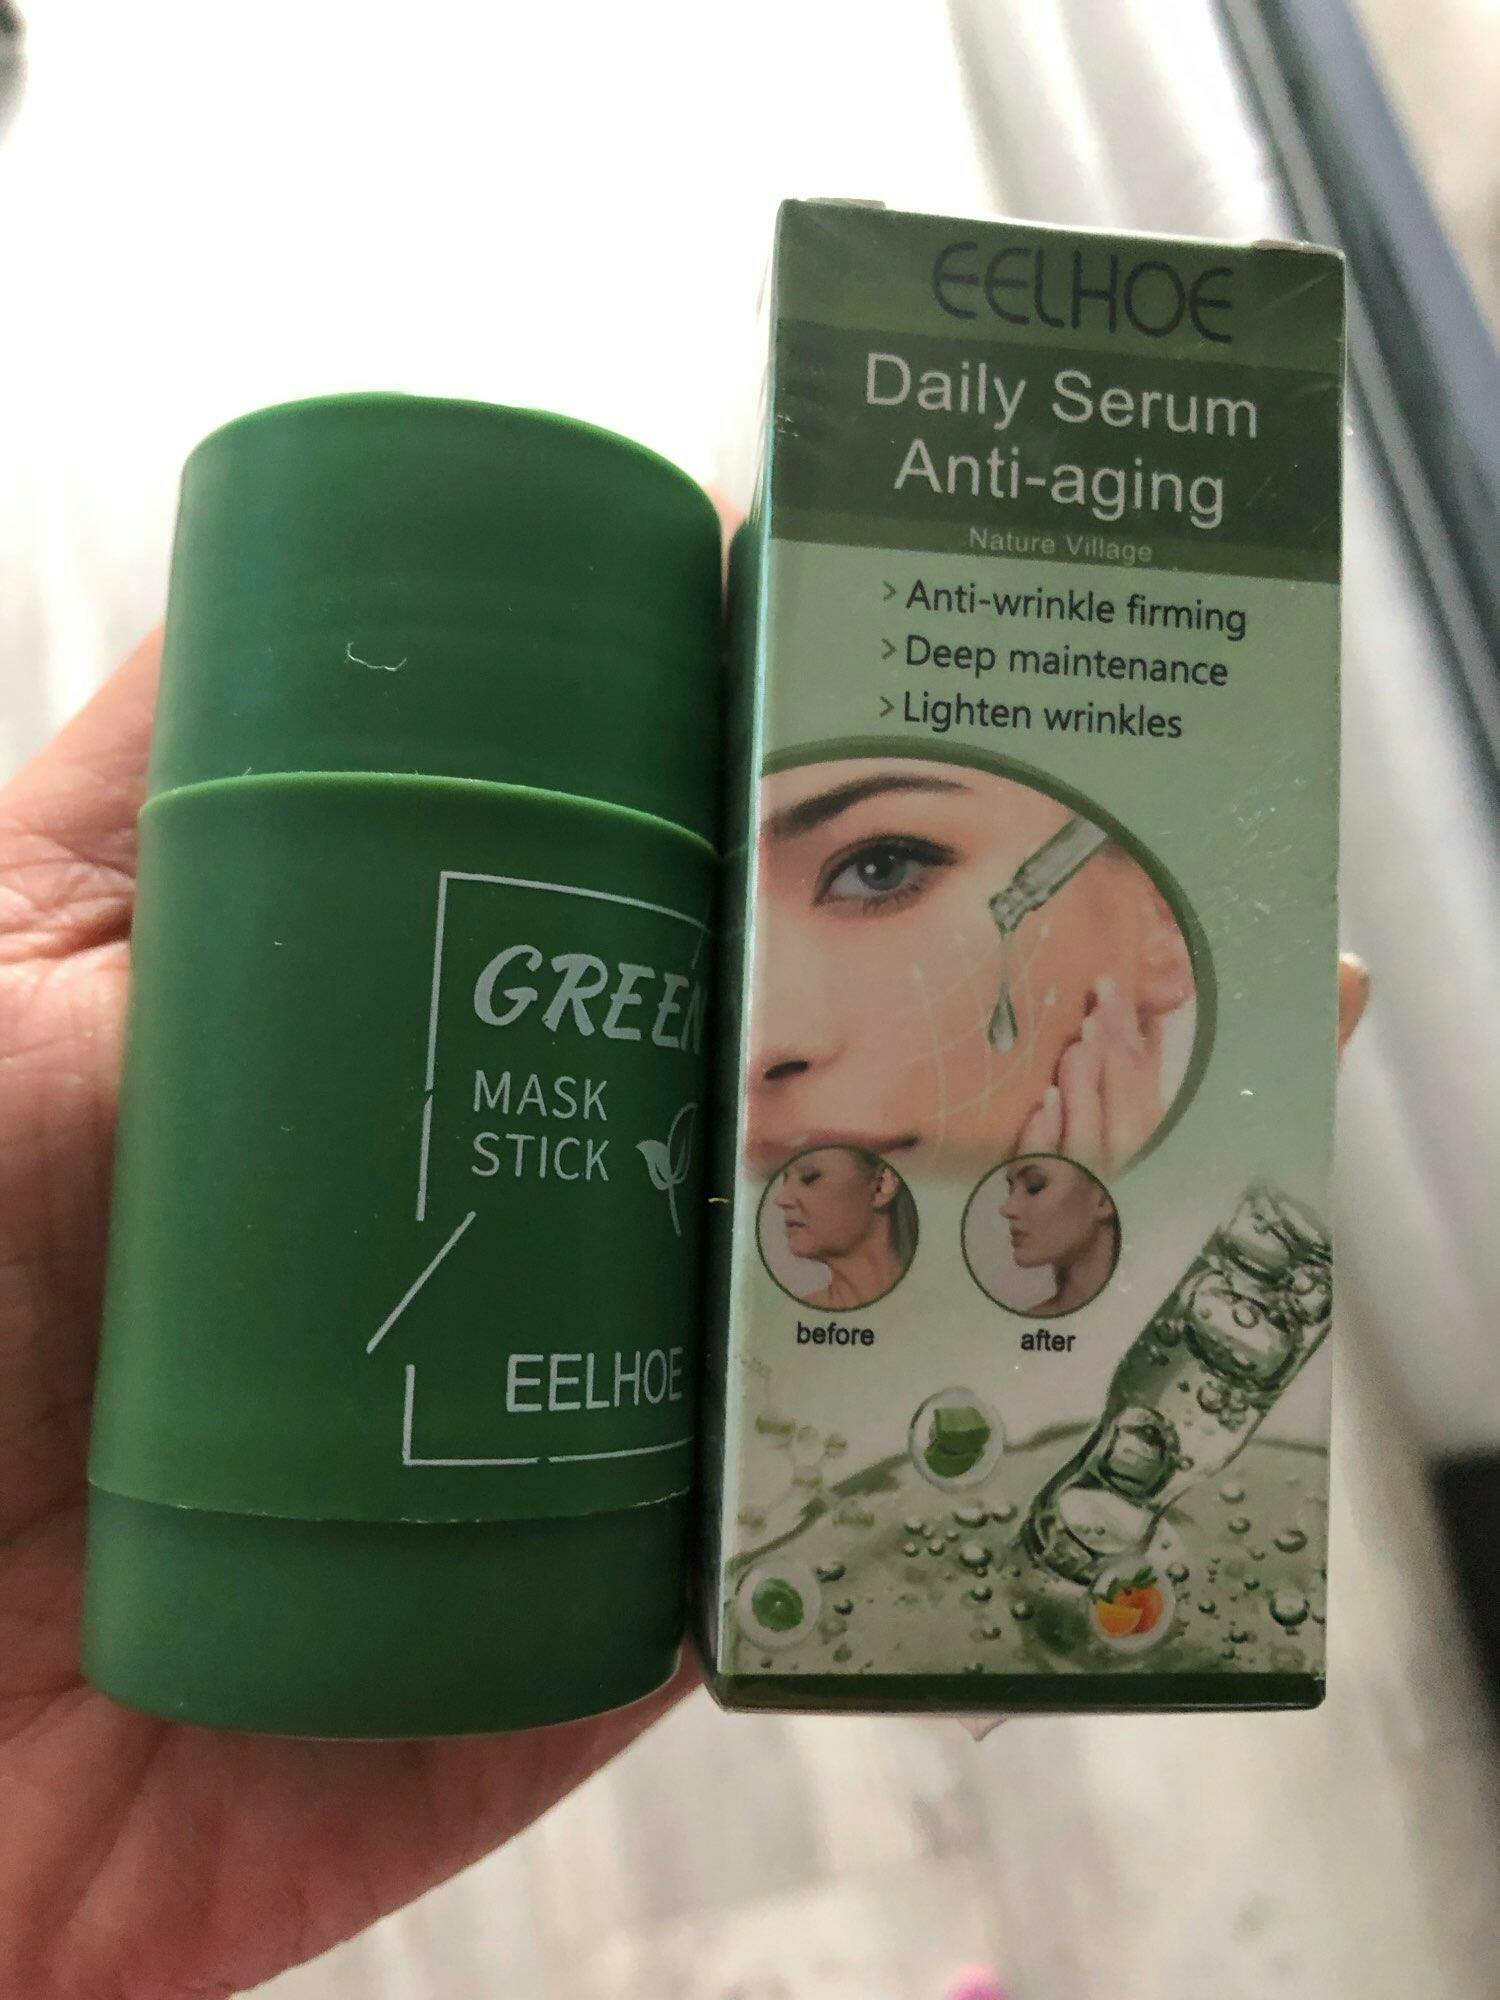 GREEN
MASK
STICK
EELHOE
EELHOE
Daily Serum
Anti-aging
Nature Village
> Anti-wrinkle firming
> Deep maintenance
> Lighten wrinkles
before
after